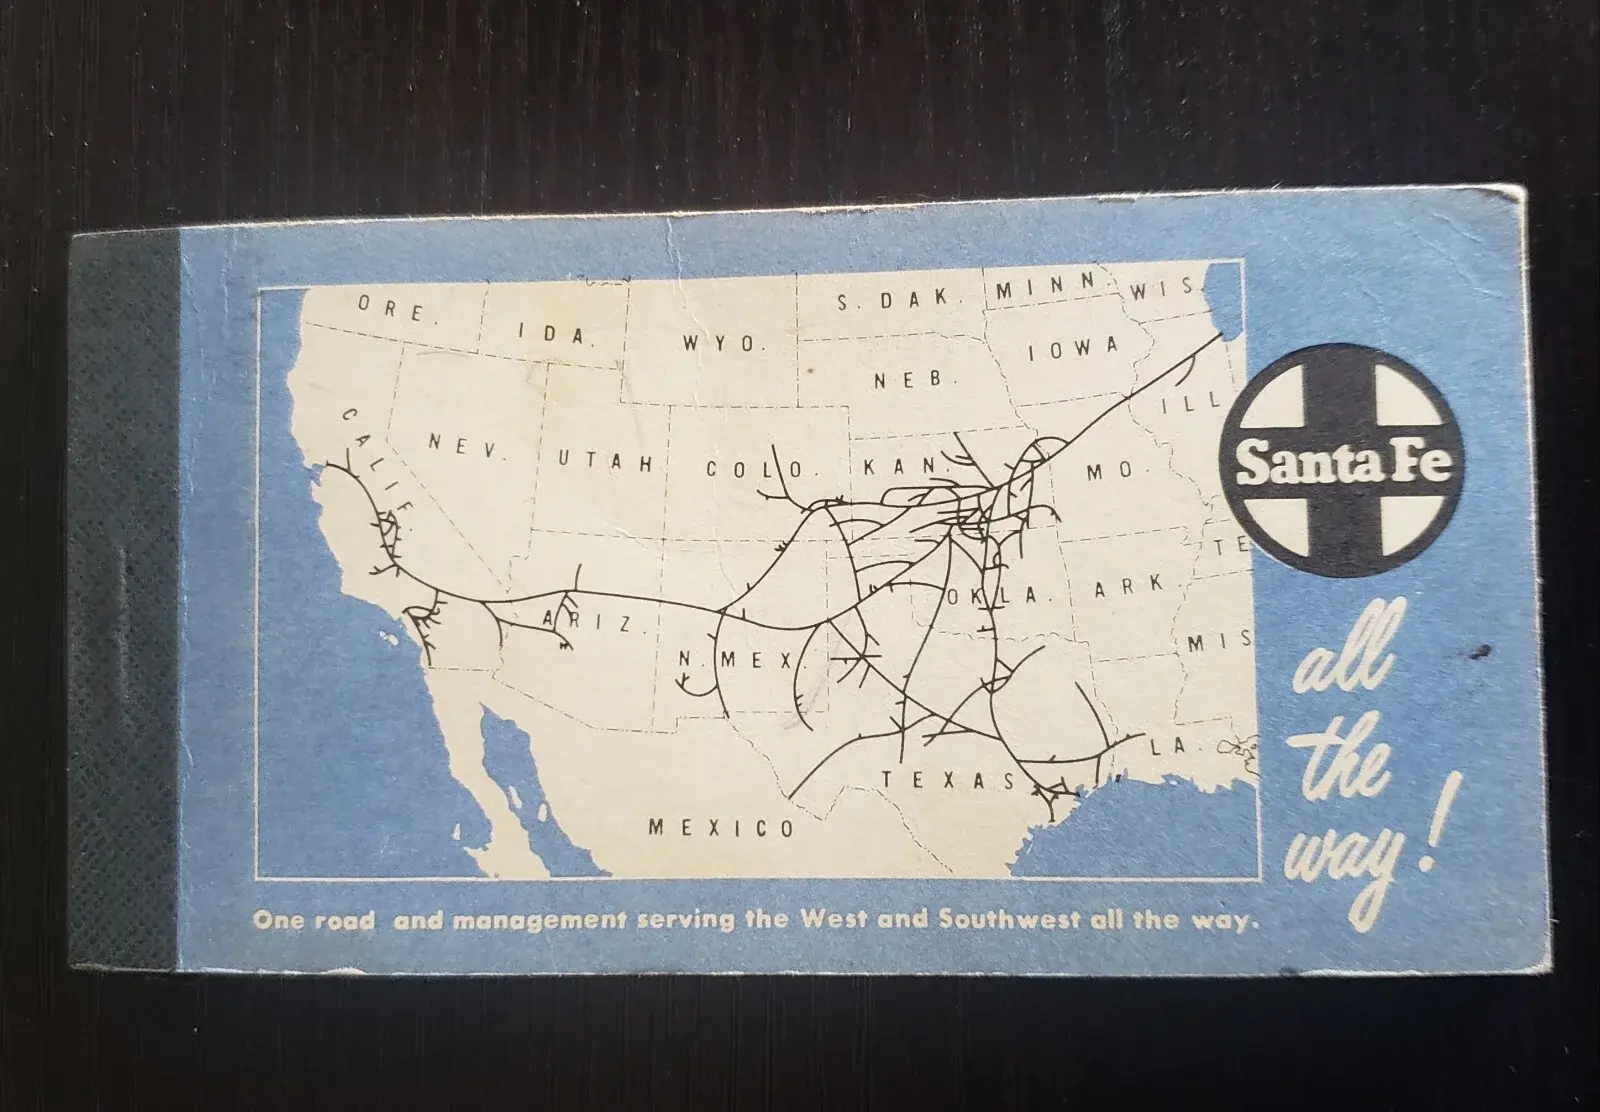 ORE.
IDA.
WYO.
S. DAK.
MINN.
WIS.
NEB.
IOWA
ILL
CALIF.
NEV.
UTAH
COLO.
KAN.
MO.
Santa Fe
TE
ARIZ.
N. MEX.
OKLA.
ARK
MIS
TEXAS
LA.
MEXICO
all
the
way!
One road and management serving the West and Southwest all the way.